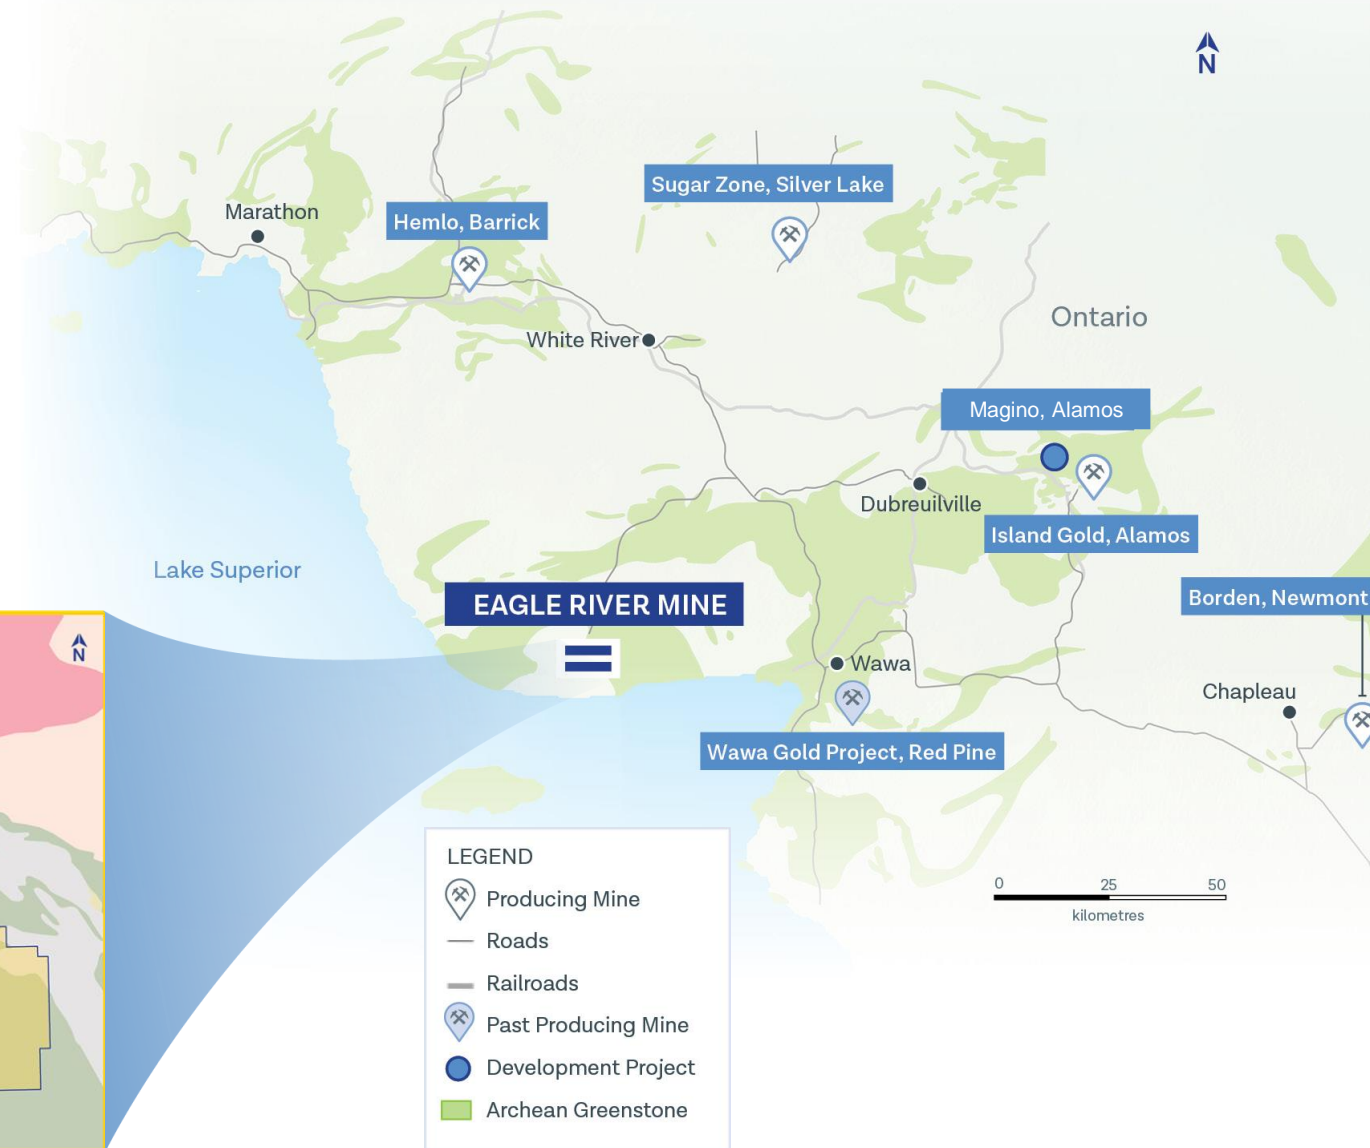 N
Sugar Zone, Silver Lake
Marathon
Hemlo, Barrick
Ontario
White River
Magino, Alamos
Dubreuilville
Island Gold, Alamos
Lake Superior
Borden, Newmont
EAGLE RIVER MINE
N
Wawa
Chapleau
Wawa Gold Project, Red Pine
LEGEND
Producing Mine
Roads
Railroads
Past Producing Mine
Development Project
Archean Greenstone
0 25 50
kilometres